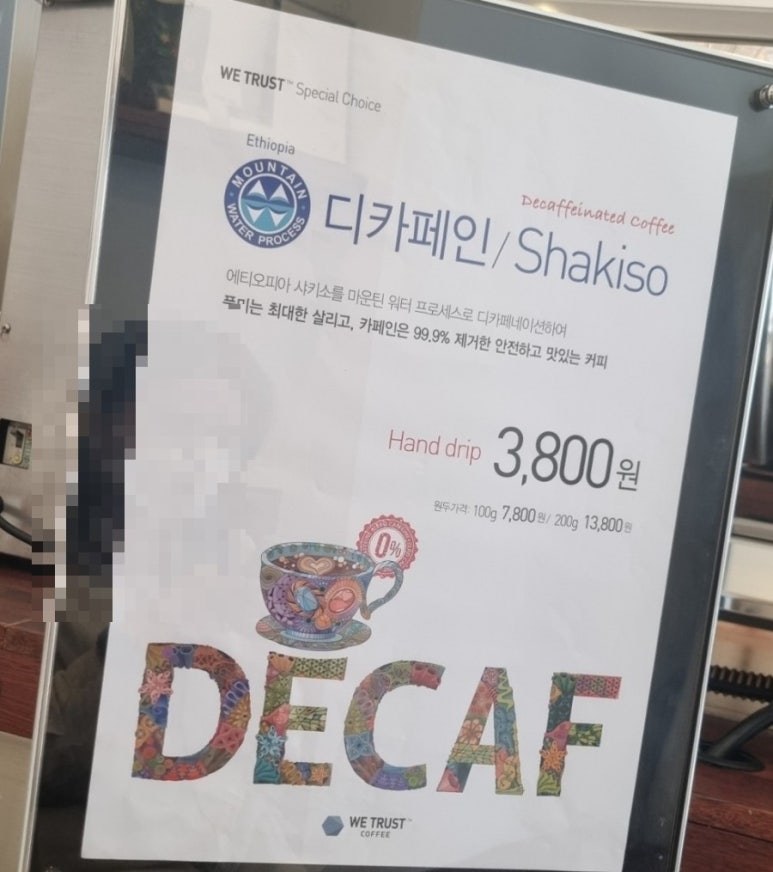 WE TRUST™ Special Choice
Ethiopia
MOUNTAIN
WATER PROCESS
Decaffeinated Coffee
디카페인/Shakiso
에티오피아 샤키소를 마운틴 워터 프로세스로 디카페네이션하여
풍미는 최대한 살리고, 카페인은 99.9% 제거한 안전하고 맛있는 커피
Hand drip 3,800원
원두가격: 100g 7,800원/ 200g 13,800원
0%
DECAF
WE TRUST™
COFFEE